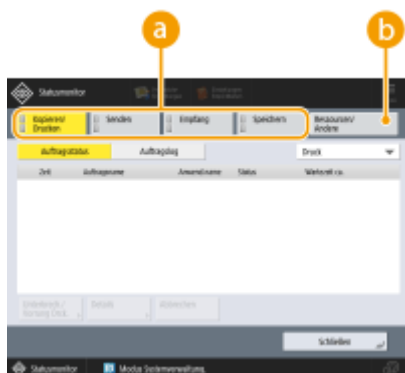 a b
Statusmonitor
Kopieren/ Senden Empfang Speichern Ressourcen/
Drucken Andere
Auftragsstatus Auftragslog Druck
Zeit Auftragsname Anwendername Status Wartezeit ca.
Details Abbrechen
Schließen
Statusmonitor Modus Systemverwaltung